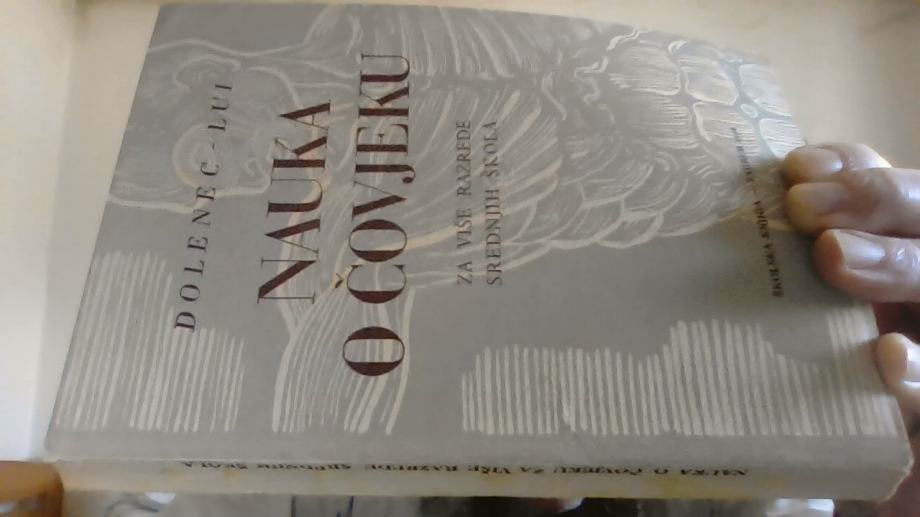 DOLENEC-LUI
NAUKA
O ČOVJEKU
ZA VIŠE RAZREDE
SREDNJIH ŠKOLA
ŠKOLSKA KNJIGA
NAUKA O ČOVJEKU ZA VIŠE RAZREDE SREDNJIH ŠKOLA